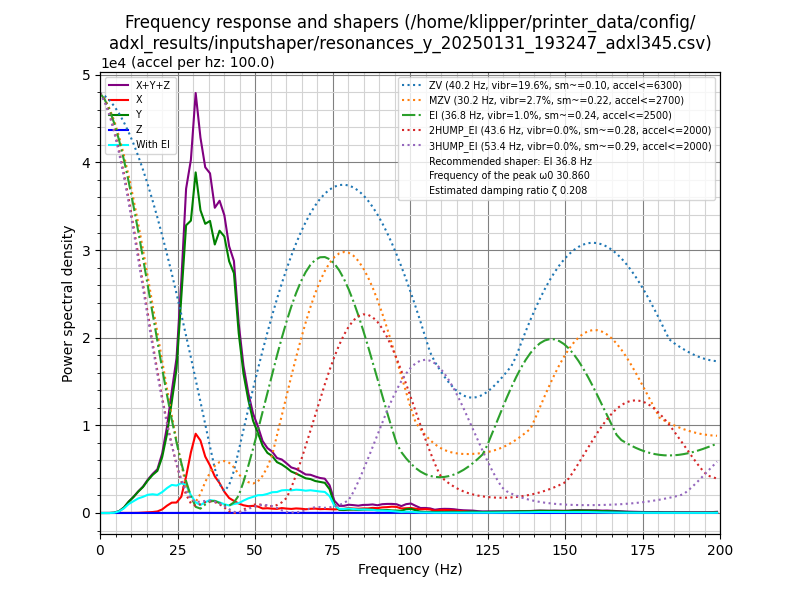 Frequency response and shapers (/home/klipper/printer_data/config/
adxl_results/inputshaper/resonances_y_20250131_193247_adxl345.csv)
1e4 (accel per hz: 100.0)
X+Y+Z
X
Y
Z
With EI
ZV (40.2 Hz, vibr=19.6%, sm~=0.10, accel<=6300)
MZV (30.2 Hz, vibr=2.7%, sm~=0.22, accel<=2700)
EI (36.8 Hz, vibr=1.0%, sm~=0.24, accel<=2500)
2HUMP_EI (43.6 Hz, vibr=0.0%, sm~=0.28, accel<=2000)
3HUMP_EI (53.4 Hz, vibr=0.0%, sm~=0.29, accel<=2000)
Recommended shaper: EI 36.8 Hz
Frequency of the peak ω0 30.860
Estimated damping ratio ζ 0.208
Power spectral density
5
4
3
2
1
0
0 25 50 75 100 125 150 175 200
Frequency (Hz)